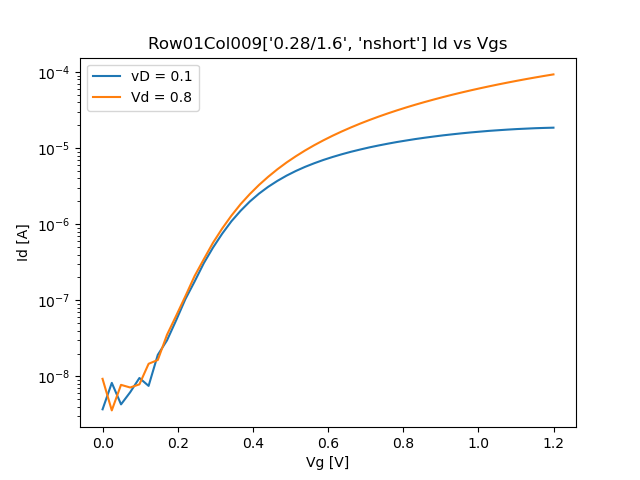 Row01Col009['0.28/1.6', 'nshort'] Id vs Vgs
vD = 0.1
Vd = 0.8
Id [A]
10⁻⁴
10⁻⁵
10⁻⁶
10⁻⁷
10⁻⁸
0.0 0.2 0.4 0.6 0.8 1.0 1.2
Vg [V]